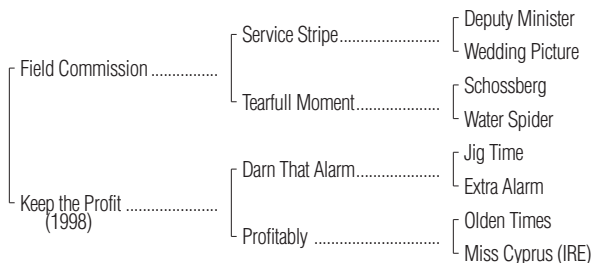 Deputy Minister
Service Stripe........................
Wedding Picture
Field Commission ................
Schossberg
Tearfull Moment....................
Water Spider
Jig Time
Darn That Alarm....................
Extra Alarm
Keep the Profit ......................
(1998)
Olden Times
Profitably ..............................
Miss Cyprus (IRE)